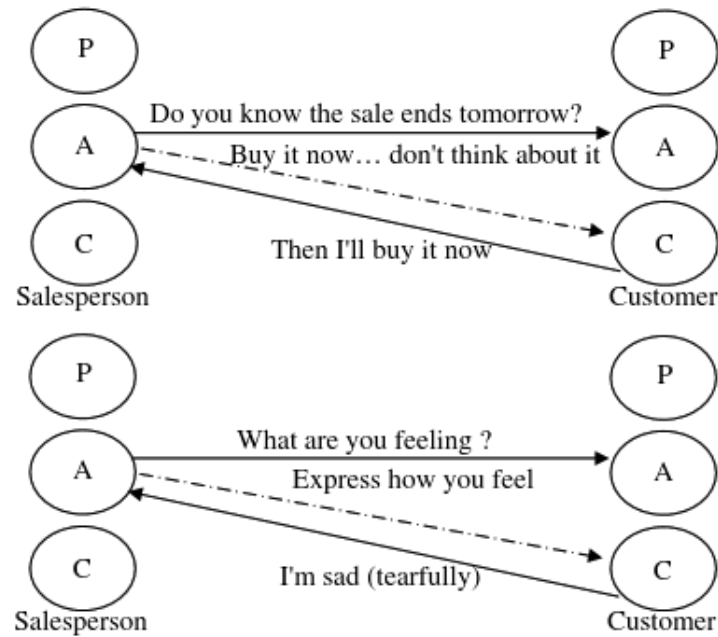 P P
Do you know the sale ends tomorrow?
A A
Buy it now... don't think about it
C C
Then I'll buy it now
Salesperson Customer
P P
What are you feeling ?
A A
Express how you feel
C C
I'm sad (tearfully)
Salesperson Customer